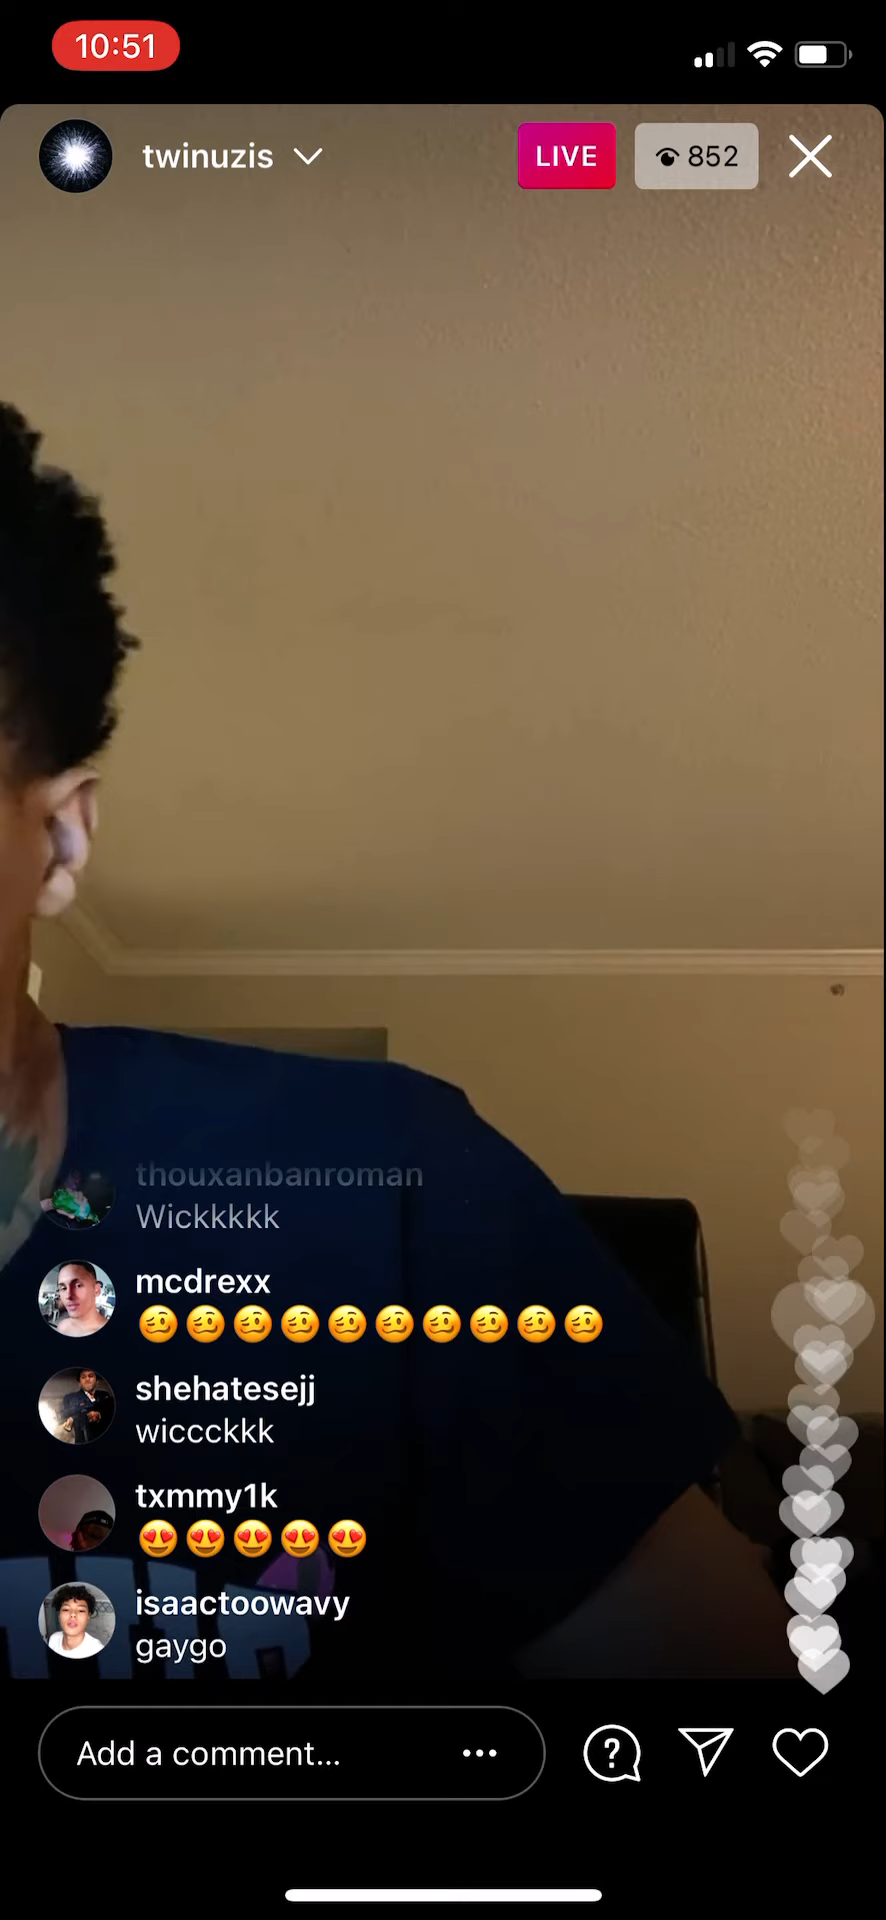 10:51
twinuzis
LIVE
852
thouxanbanroman
Wickkkkk
mcdrexx
🥴🥴🥴🥴🥴🥴🥴🥴🥴🥴
shehatesejj
wiccckkk
txmmy1k
😍😍😍😍😍
isaactoowavy
gaygo
Add a comment...